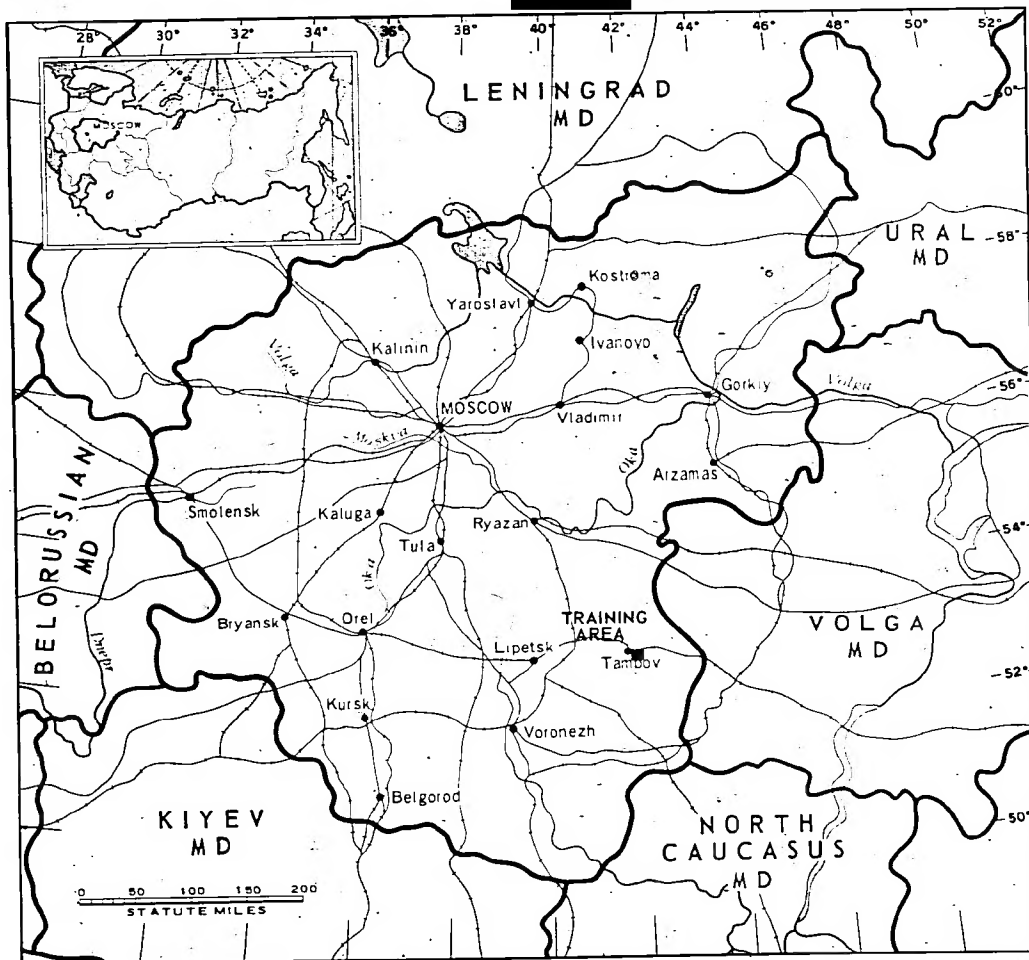 28° 32° 34° 36° 38° 40° 42° 44° 46° 48° 50° 52°
MOSCOW
LENINGRAD
MD
60°
URAL
MD
58°
Kostroma
Yaroslavl
Ivanovo
Kalinin
Volga
Gorkiy
Volga
56°
MOSCOW
Vladimir
Moskva
Oka
Arzamas
BELORUSSIAN
MD
Smolensk
Kaluga
Ryazan
54°
Tula
Oka
Dnepr
Bryansk
Orel
TRAINING
AREA
VOLGA
MD
Lipetsk
Tambov
52°
Kursk
Voronezh
Belgorod
KIYEV
MD
NORTH
CAUCASUS
MD
50°
0 50 100 150 200
STATUTE MILES